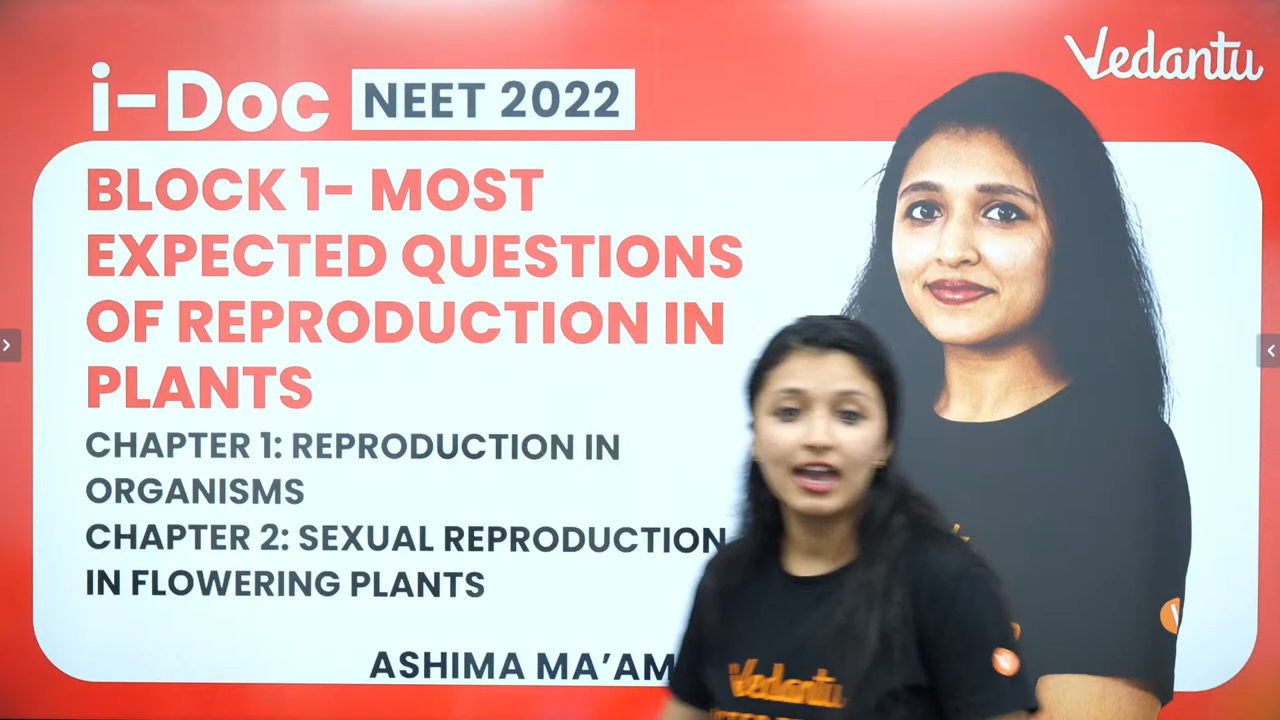 Vedantu
i-Doc NEET 2022
BLOCK 1- MOST
EXPECTED QUESTIONS
OF REPRODUCTION IN
PLANTS
CHAPTER 1: REPRODUCTION IN
ORGANISMS
CHAPTER 2: SEXUAL REPRODUCTION
IN FLOWERING PLANTS
ASHIMA MA'AM
Vedantu